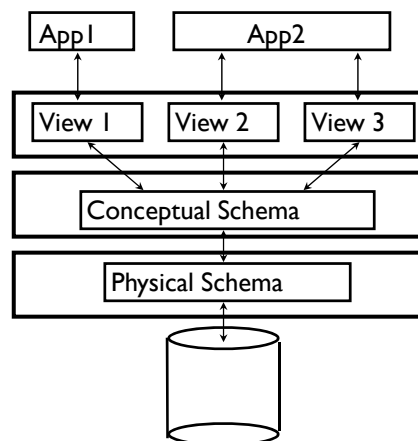 App1 App2
View 1 View 2 View 3
Conceptual Schema
Physical Schema